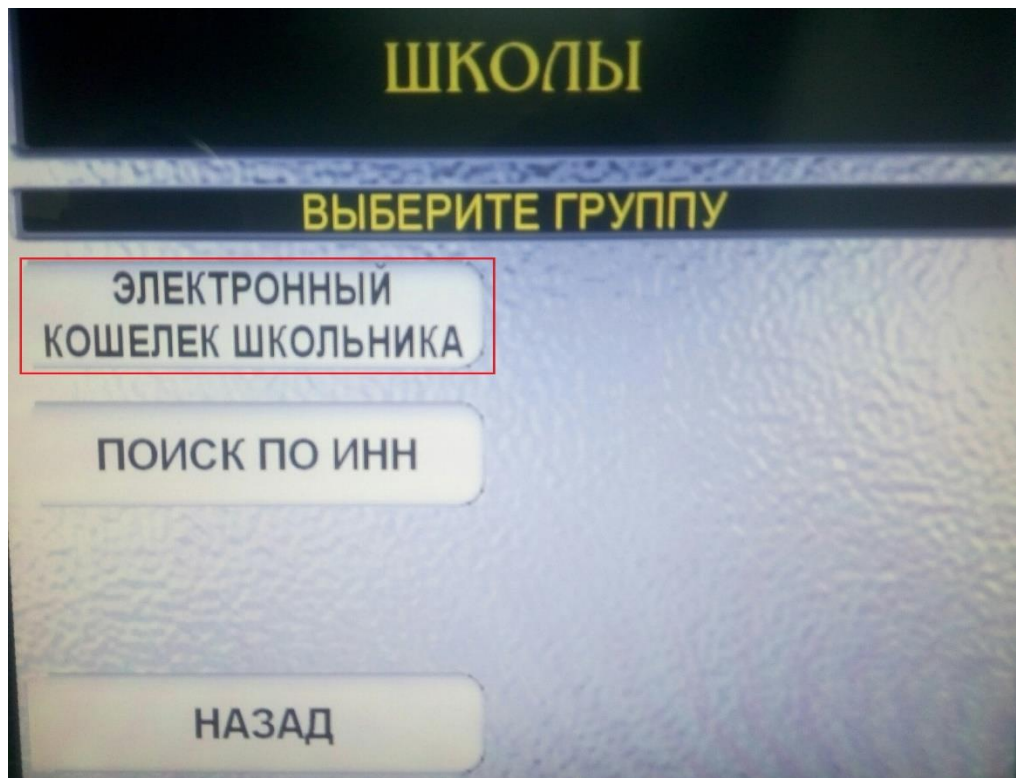 ШКОЛЫ
ВЫБЕРИТЕ ГРУППУ
ЭЛЕКТРОННЫЙ
КОШЕЛЕК ШКОЛЬНИКА
ПОИСК ПО ИНН
НАЗАД